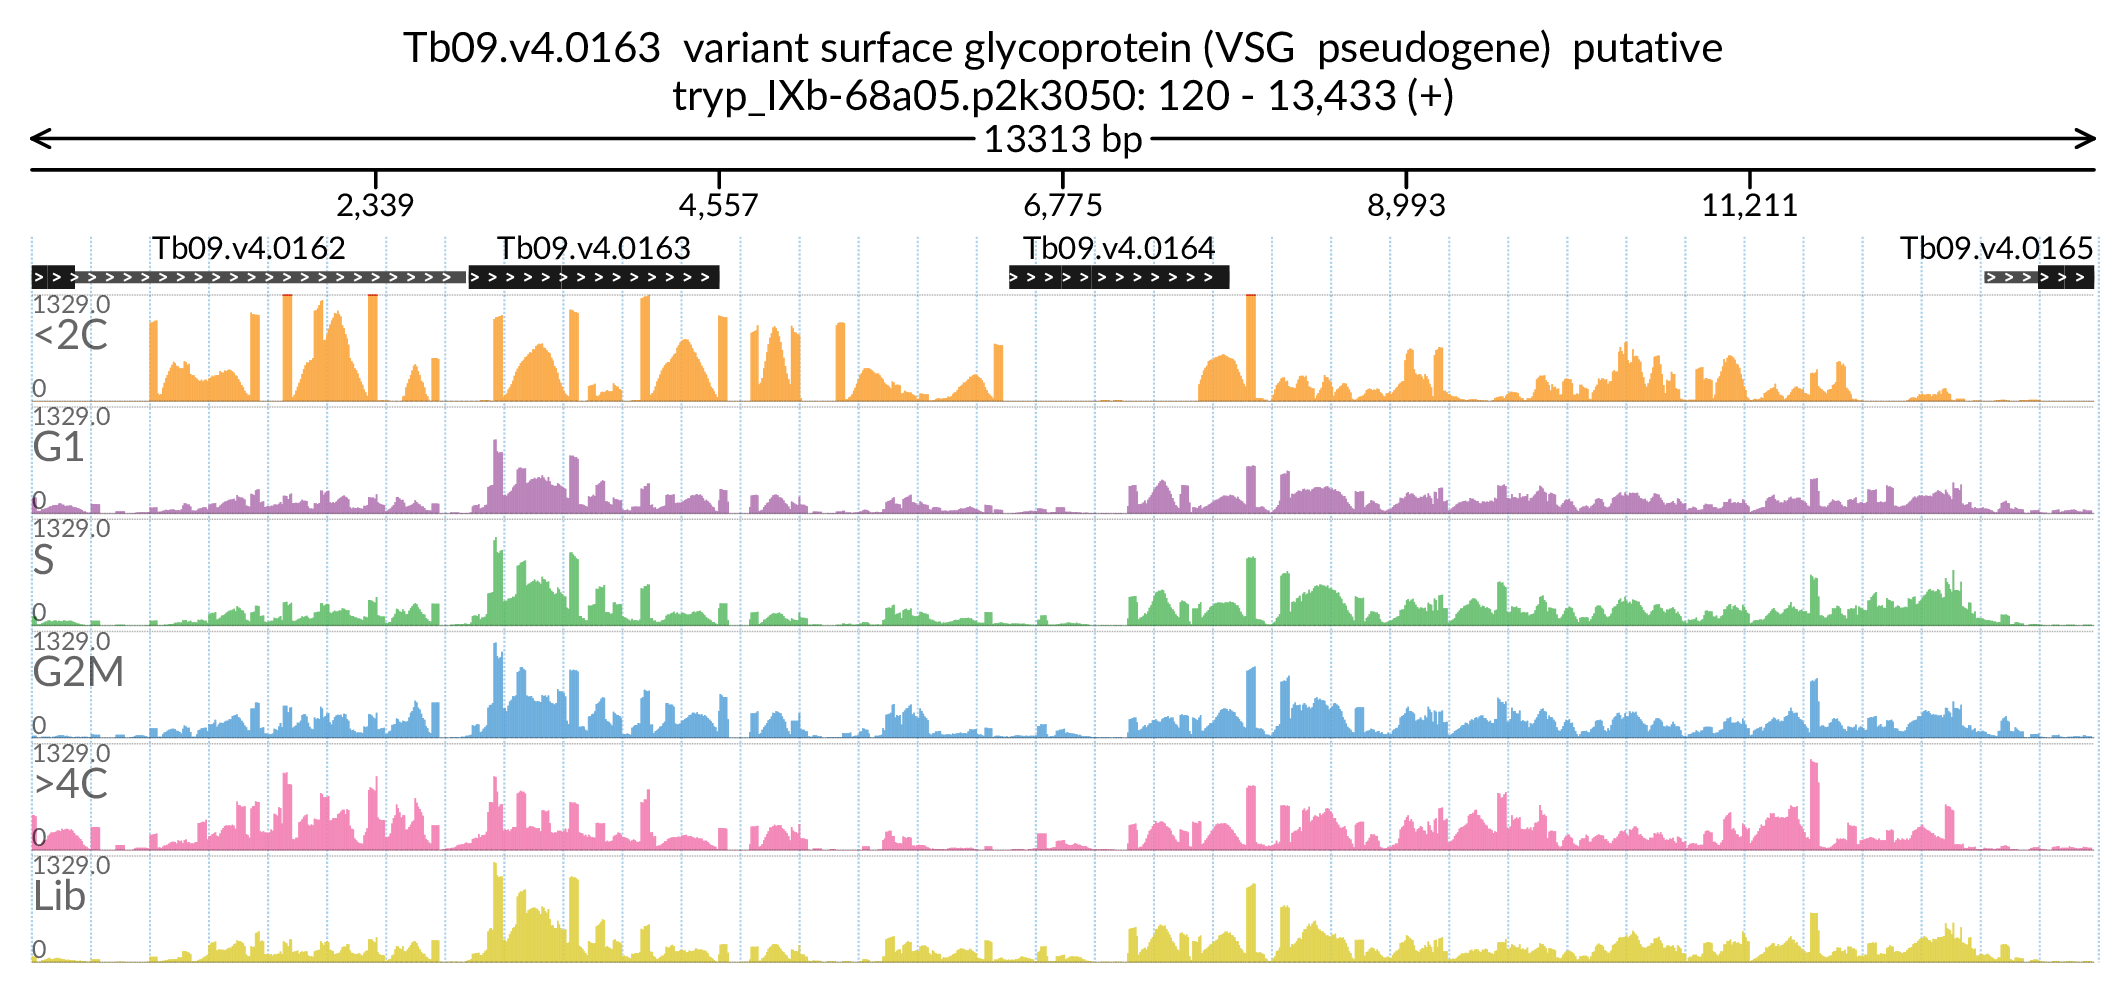 Tb09.v4.0163  variant surface glycoprotein (VSG  pseudogene)  putative
tryp_IXb-68a05.p2k3050: 120 - 13,433 (+)
13313 bp
2,339 4,557 6,775 8,993 11,211
Tb09.v4.0162 Tb09.v4.0163 Tb09.v4.0164 Tb09.v4.0165
1329.0
<2C
0
1329.0
G1
0
1329.0
S
0
1329.0
G2M
0
1329.0
>4C
0
1329.0
Lib
0